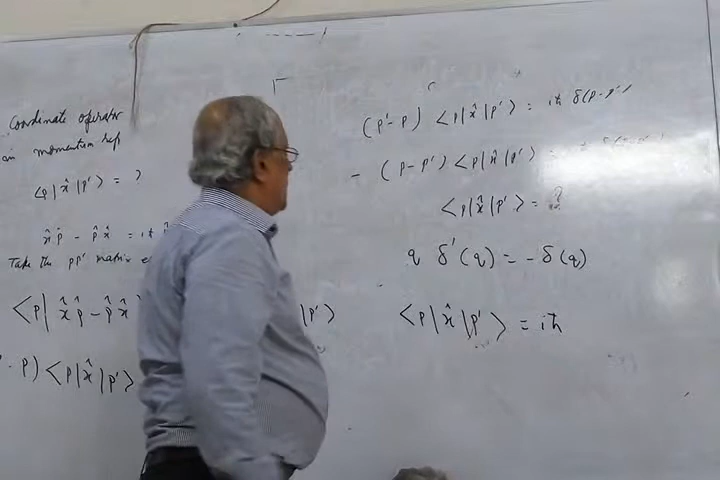 Coordinate operator
in momentum rep
<p|x̂|p'> = ?
x̂p̂ - p̂x̂ = iħ
Take the pp' matrix e
<p| x̂p̂ - p̂x̂
|p'>
p) <p|x̂|p'>
(p'-p) <p|x̂|p'> = iħ δ(p-p')
- (p-p') <p|x̂|p'> =
<p|x̂|p'> = ?
q δ'(q) = - δ(q)
<p|x̂|p'> = iħ